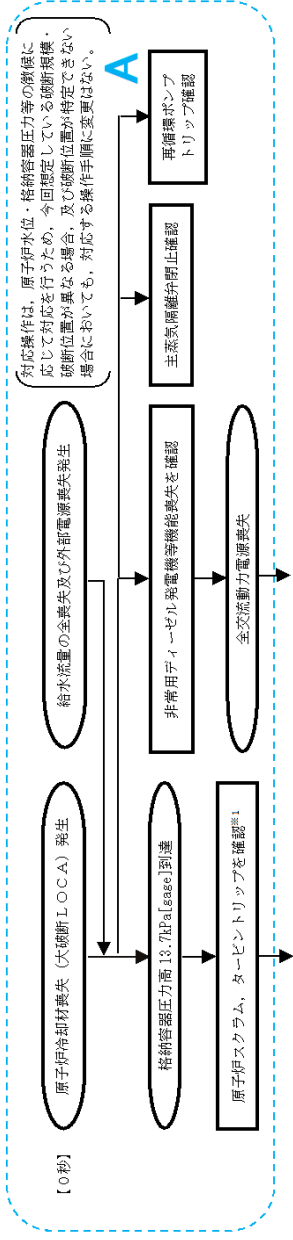 【0秒】
原子炉冷却材喪失（大破断ＬＯＣＡ）発生
給水流量の全喪失及び外部電源喪失発生
対応操作は，原子炉水位・格納容器圧力等の徴候に
応じて対応を行うため，今回想定している破断規模・
破断位置が異なる場合，及び破断位置が特定できない
場合においても，対応する操作手順に変更はない。
A
格納容器圧力高 13.7kPa[gage]到達
非常用ディーゼル発電機等機能喪失を確認
主蒸気隔離弁閉止確認
再循環ポンプ
トリップ確認
原子炉スクラム，タービントリップを確認※1
全交流動力電源喪失